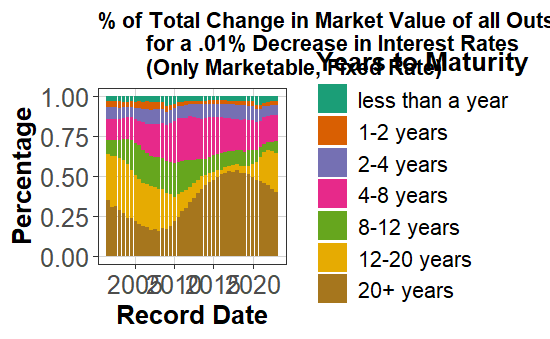 % of Total Change in Market Value of all Outs
for a .01% Decrease in Interest Rates
(Only Marketable, Fixed Rate)
Years to Maturity
less than a year
1-2 years
2-4 years
4-8 years
8-12 years
12-20 years
20+ years
Percentage
1.00
0.75
0.50
0.25
0.00
2005 2010 2015 2020
Record Date